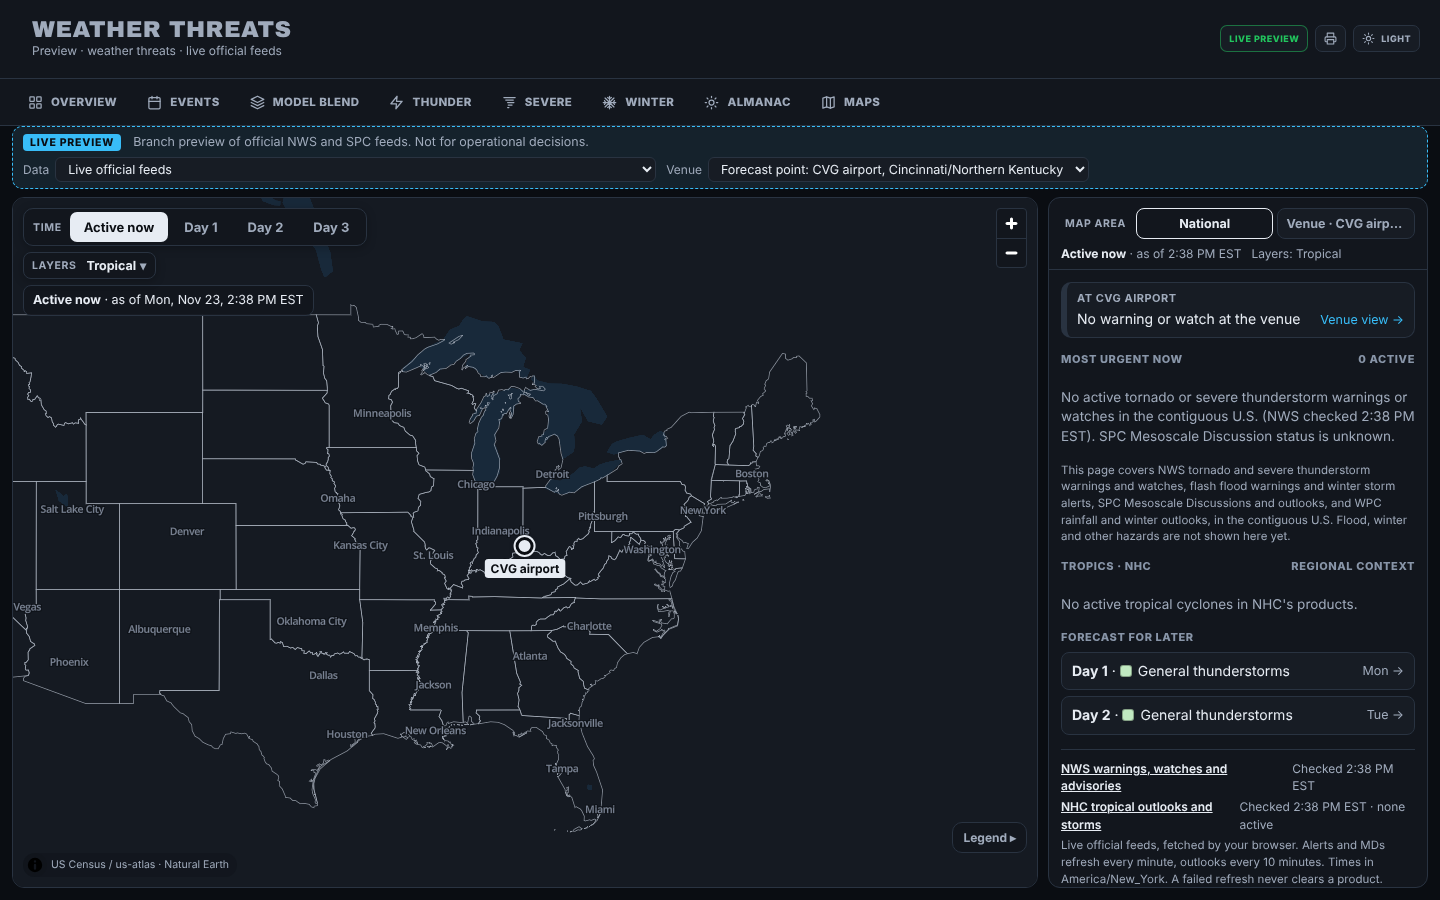 WEATHER THREATS
Preview · weather threats · live official feeds
LIVE PREVIEW
LIGHT
OVERVIEW
EVENTS
MODEL BLEND
THUNDER
SEVERE
WINTER
ALMANAC
MAPS
LIVE PREVIEW Branch preview of official NWS and SPC feeds. Not for operational decisions.
Data Live official feeds Venue Forecast point: CVG airport, Cincinnati/Northern Kentucky
TIME Active now Day 1 Day 2 Day 3
LAYERS Tropical ▾
Active now · as of Mon, Nov 23, 2:38 PM EST
+
−
Minneapolis
Detroit
Boston
Chicago
Omaha
Salt Lake City
New York
Pittsburgh
Denver
Indianapolis
Kansas City
St. Louis
Washington
CVG airport
Vegas
Albuquerque
Oklahoma City
Memphis
Charlotte
Phoenix
Atlanta
Dallas
Jackson
Jacksonville
Houston
New Orleans
Tampa
Miami
Legend ▸
US Census / us-atlas · Natural Earth
MAP AREA National Venue · CVG airp...
Active now · as of 2:38 PM EST Layers: Tropical
AT CVG AIRPORT
No warning or watch at the venue Venue view →
MOST URGENT NOW 0 ACTIVE
No active tornado or severe thunderstorm warnings or
watches in the contiguous U.S. (NWS checked 2:38 PM
EST). SPC Mesoscale Discussion status is unknown.
This page covers NWS tornado and severe thunderstorm
warnings and watches, flash flood warnings and winter storm
alerts, SPC Mesoscale Discussions and outlooks, and WPC
rainfall and winter outlooks, in the contiguous U.S. Flood, winter
and other hazards are not shown here yet.
TROPICS · NHC REGIONAL CONTEXT
No active tropical cyclones in NHC's products.
FORECAST FOR LATER
Day 1 · General thunderstorms Mon →
Day 2 · General thunderstorms Tue →
NWS warnings, watches and
advisories
Checked 2:38 PM
EST
NHC tropical outlooks and
storms
Checked 2:38 PM EST · none
active
Live official feeds, fetched by your browser. Alerts and MDs
refresh every minute, outlooks every 10 minutes. Times in
America/New_York. A failed refresh never clears a product.